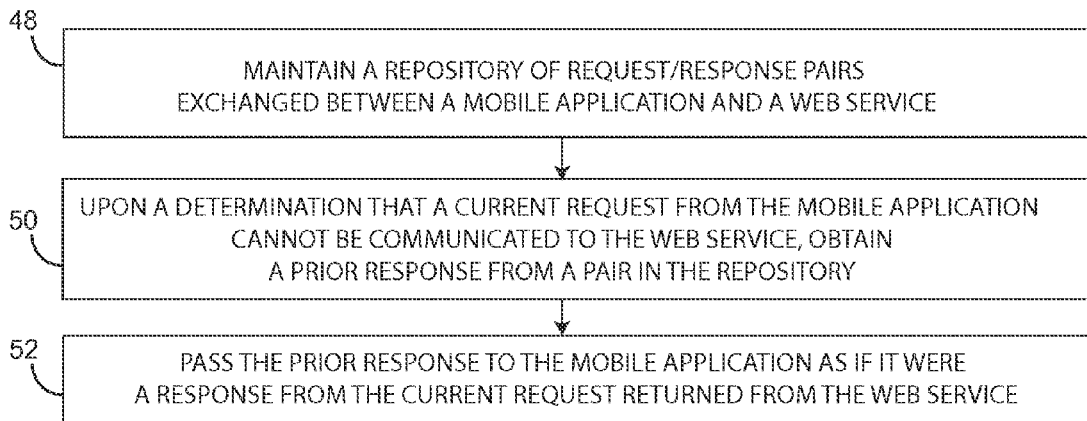 48
MAINTAIN A REPOSITORY OF REQUEST/RESPONSE PAIRS
EXCHANGED BETWEEN A MOBILE APPLICATION AND A WEB SERVICE
50
UPON A DETERMINATION THAT A CURRENT REQUEST FROM THE MOBILE APPLICATION
CANNOT BE COMMUNICATED TO THE WEB SERVICE, OBTAIN
A PRIOR RESPONSE FROM A PAIR IN THE REPOSITORY
52
PASS THE PRIOR RESPONSE TO THE MOBILE APPLICATION AS IF IT WERE
A RESPONSE FROM THE CURRENT REQUEST RETURNED FROM THE WEB SERVICE